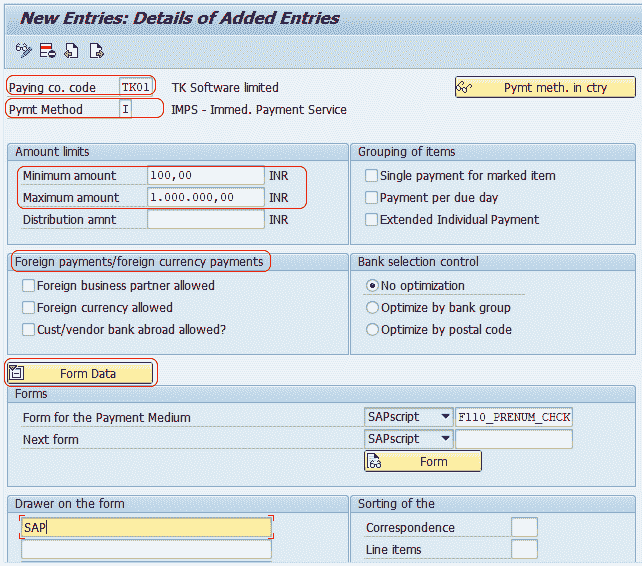 New Entries: Details of Added Entries
Paying co. code TK01 TK Software limited Pymt meth. in ctry
Pymt Method I IMPS - Immed. Payment Service
Amount limits Grouping of items
Minimum amount 100,00 INR Single payment for marked item
Maximum amount 1.000.000,00 INR Payment per due day
Distribution amnt INR Extended Individual Payment
Foreign payments/foreign currency payments Bank selection control
Foreign business partner allowed No optimization
Foreign currency allowed Optimize by bank group
Cust/vendor bank abroad allowed? Optimize by postal code
Form Data
Forms
Form for the Payment Medium SAPscript F110_PRENUM_CHCK
Next form SAPscript
Form
Drawer on the form Sorting of the
SAP Correspondence
Line items